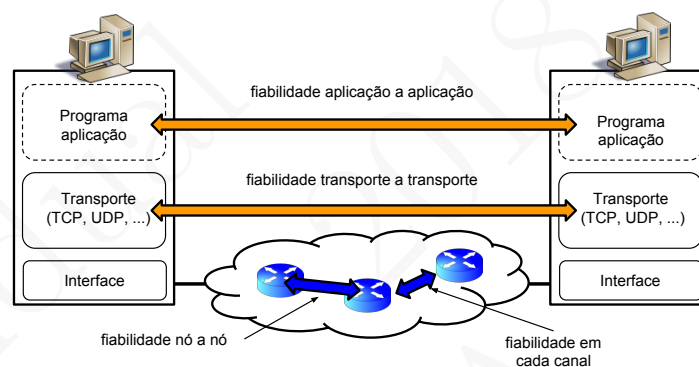 fiabilidade aplicação a aplicação
Programa
aplicação
Programa
aplicação
fiabilidade transporte a transporte
Transporte
(TCP, UDP, ...)
Transporte
(TCP, UDP, ...)
Interface
Interface
fiabilidade nó a nó
fiabilidade em
cada canal
2018